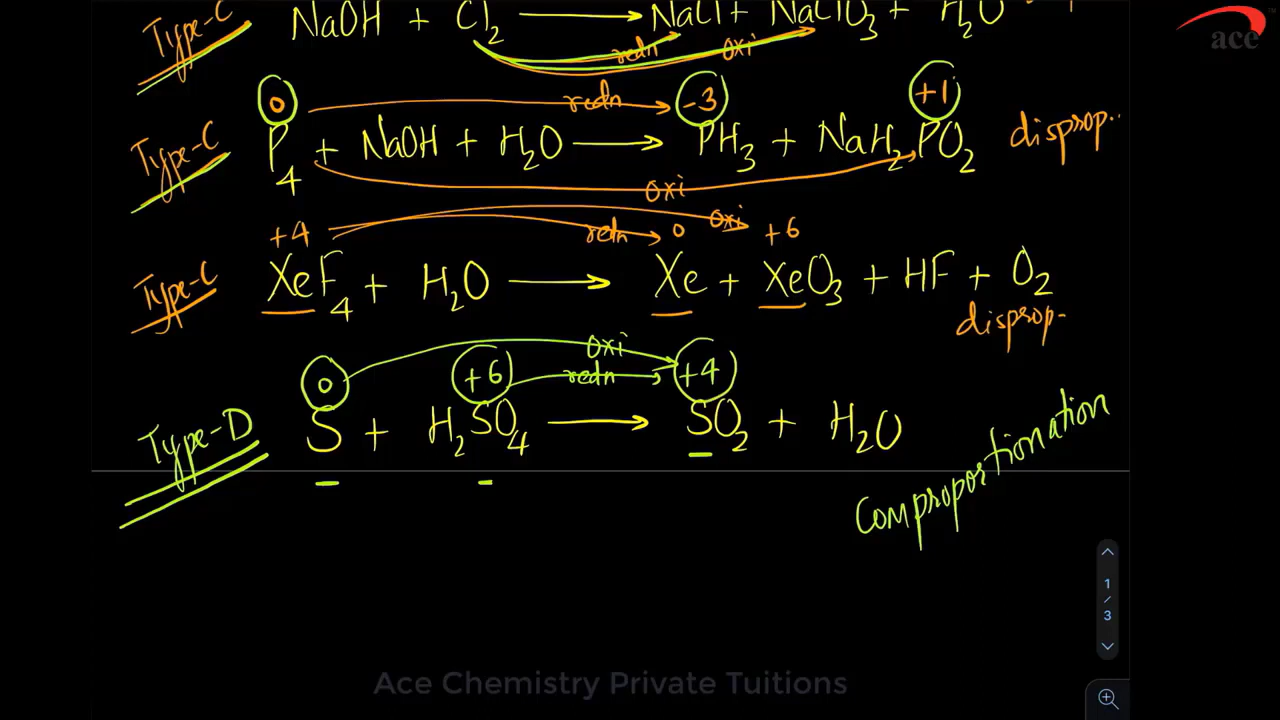 Type-C NaOH + Cl2 → NaCl + NaClO3 + H2O
redn oxi
ace
0 redn -3 +1
Type-C P4 + NaOH + H2O → PH3 + NaH2PO2 disprop..
oxi
+4 redn 0 oxi +6
Type-C XeF4 + H2O → Xe + XeO3 + HF + O2
disprop-
oxi
0 +6 redn +4
Type-D S + H2SO4 → SO2 + H2O
Comproportionation
1
/
3
Ace Chemistry Private Tuitions